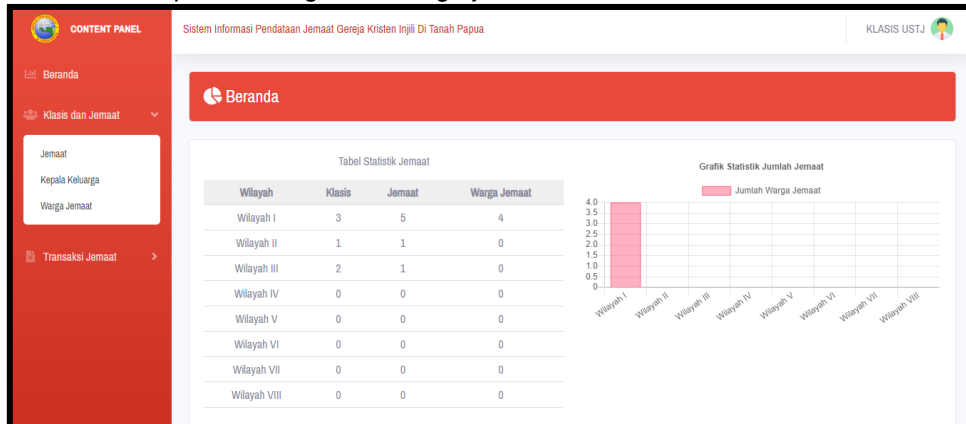 CONTENT PANEL
Sistem Informasi Pendataan Jemaat Gereja Kristen Injili Di Tanah Papua
KLASIS USTJ
Beranda
Klasis dan Jemaat
Jemaat
Kepala Keluarga
Warga Jemaat
Transaksi Jemaat
Beranda
Tabel Statistik Jemaat
Wilayah Klasis Jemaat Warga Jemaat
Wilayah I 3 5 4
Wilayah II 1 1 0
Wilayah III 2 1 0
Wilayah IV 0 0 0
Wilayah V 0 0 0
Wilayah VI 0 0 0
Wilayah VII 0 0 0
Wilayah VIII 0 0 0
Grafik Statistik Jumlah Jemaat
Jumlah Warga Jemaat
4.0
3.5
3.0
2.5
2.0
1.5
1.0
0.5
0
Wilayah I Wilayah II Wilayah III Wilayah IV Wilayah V Wilayah VI Wilayah VII Wilayah VIII